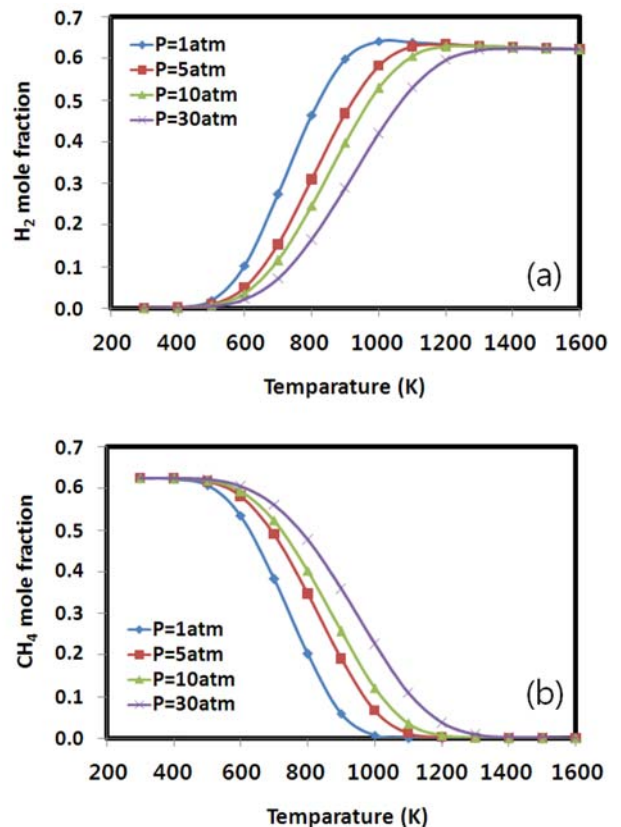 0.7
0.6
0.5
0.4
0.3
0.2
0.1
0.0
H2 mole fraction
P=1atm
P=5atm
P=10atm
P=30atm
(a)
200 400 600 800 1000 1200 1400 1600
Temparature (K)
0.7
0.6
0.5
0.4
0.3
0.2
0.1
0.0
CH4 mole fraction
P=1atm
P=5atm
P=10atm
P=30atm
(b)
200 400 600 800 1000 1200 1400 1600
Temparature (K)